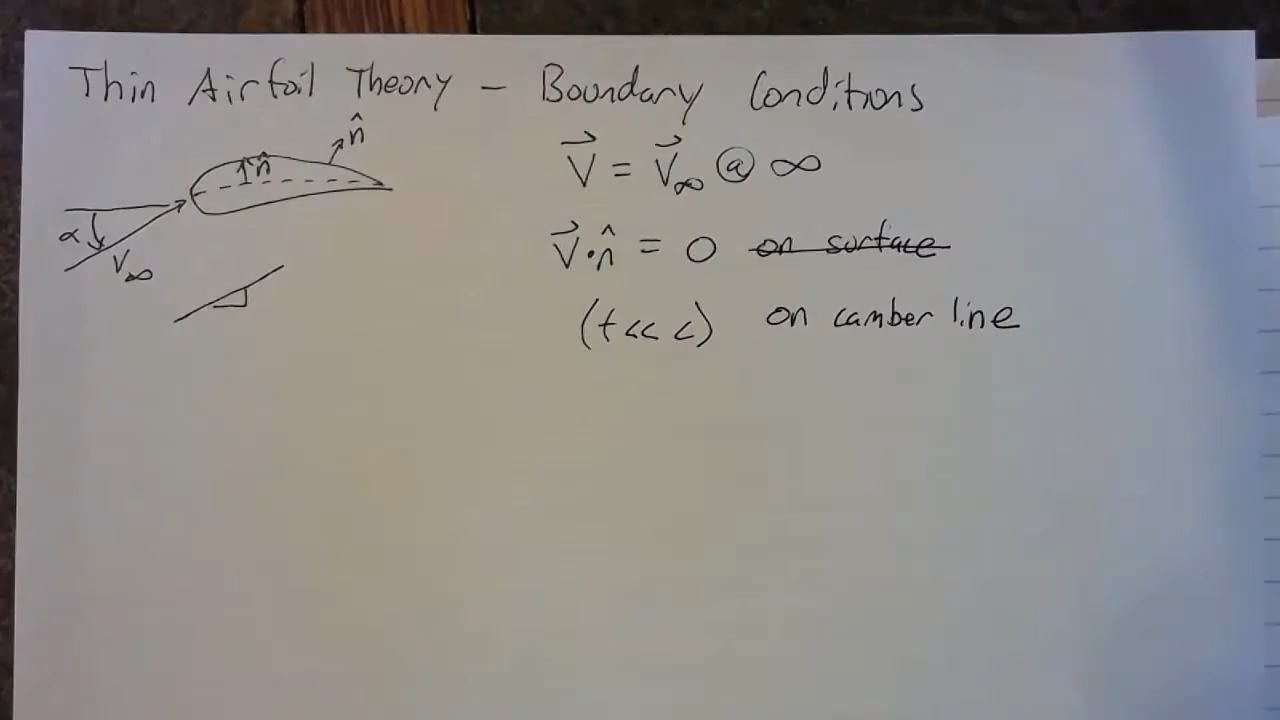 Thin Airfoil Theory – Boundary Conditions
n̂
n̂
α
V∞
V⃗ = V⃗∞ @ ∞
V⃗·n̂ = 0 on surface
(t << c) on camber line